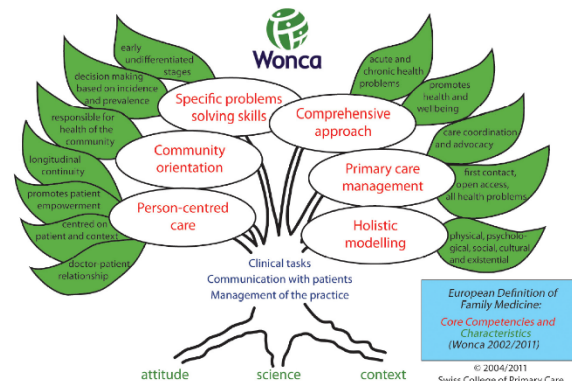 Wonca
early
undifferentiated
stages
decision making
based on incidence
and prevalence
responsible for
health of the
community
longitudinal
continuity
promotes patient
empowerment
centred on
patient and context
doctor-patient
relationship
Specific problems
solving skills
Community
orientation
Person-centred
care
Comprehensive
approach
Primary care
management
Holistic
modelling
acute and
chronic health
problems
promotes
health and
well being
care coordination
and advocacy
first contact,
open access,
all health problems
physical, psycholo-
gical, social, cultural
and existential
Clinical tasks
Communication with patients
Management of the practice
attitude
science
context
European Definition of
Family Medicine:
Core Competencies and
Characteristics
(Wonca 2002/2011)
© 2004/2011
Swiss College of Primary Care